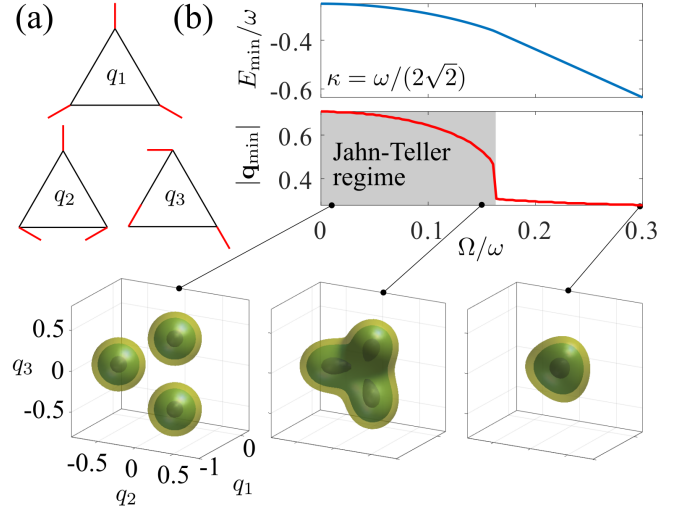 (a)
q₁
q₂
q₃
(b)
E_min/ω
-0.4
-0.6
κ = ω/(2√2)
|q_min|
0.6
0.4
Jahn-Teller
regime
0 0.1 0.2 0.3
Ω/ω
q₃
0.5
0
-0.5
-0.5 0 0.5
q₂
-1 0
q₁